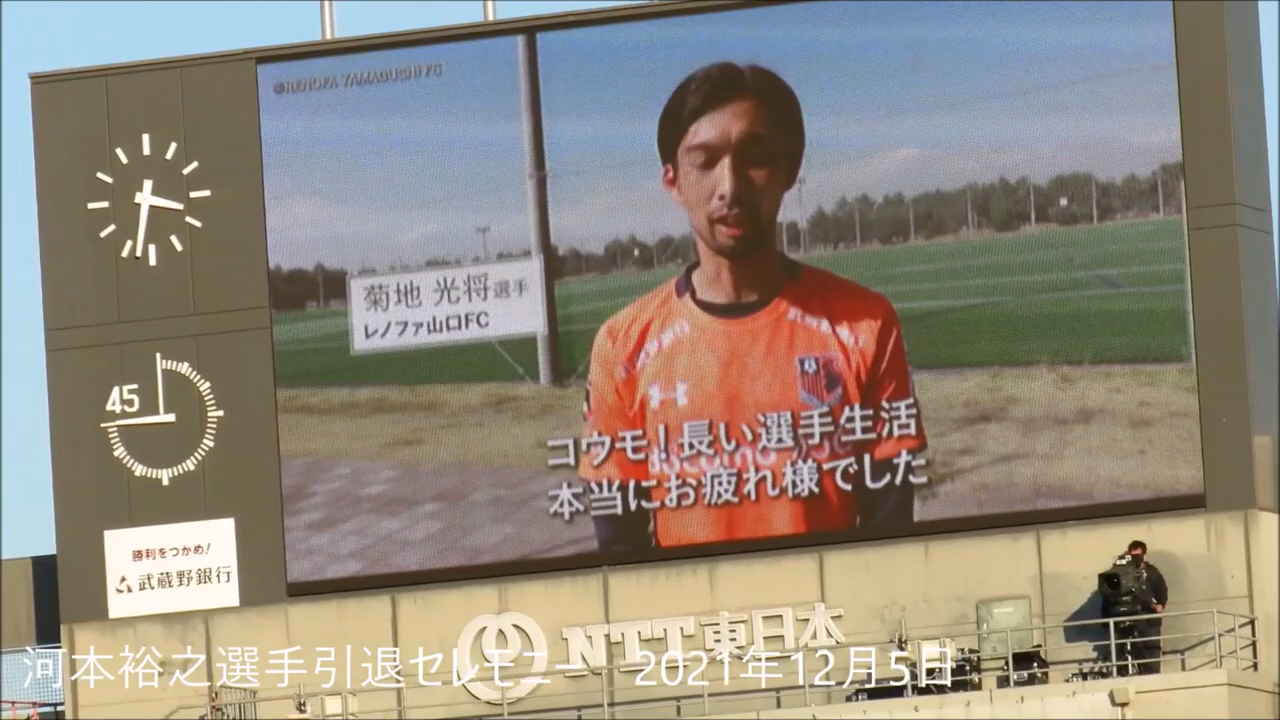 ©RENOFA YAMAGUCHI FC
菊地 光将選手
レノファ山口FC
コウモ!長い選手生活
本当にお疲れ様でした
45
勝利をつかめ!
武蔵野銀行
NTT東日本
河本裕之選手引退セレモニー 2021年12月5日